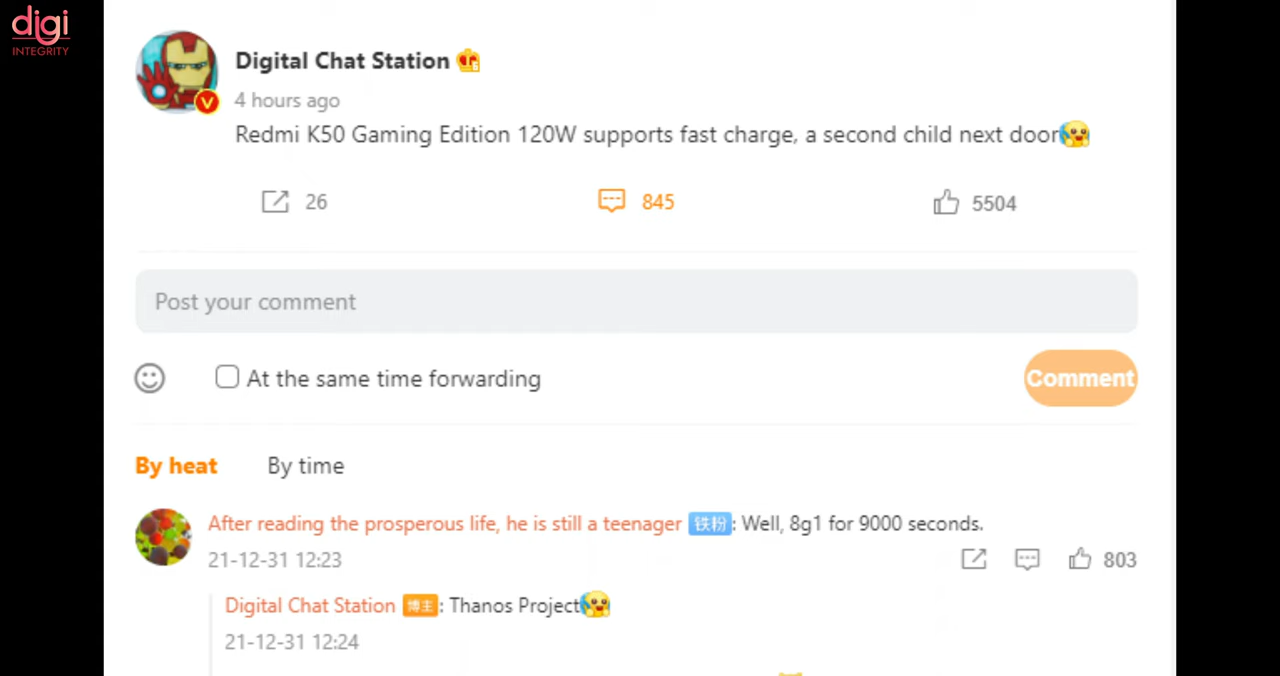 digi
INTEGRITY
Digital Chat Station
4 hours ago
Redmi K50 Gaming Edition 120W supports fast charge, a second child next door
26
845
5504
Post your comment
At the same time forwarding
Comment
By heat
By time
After reading the prosperous life, he is still a teenager 铁粉: Well, 8g1 for 9000 seconds.
21-12-31 12:23
803
Digital Chat Station 博主: Thanos Project
21-12-31 12:24